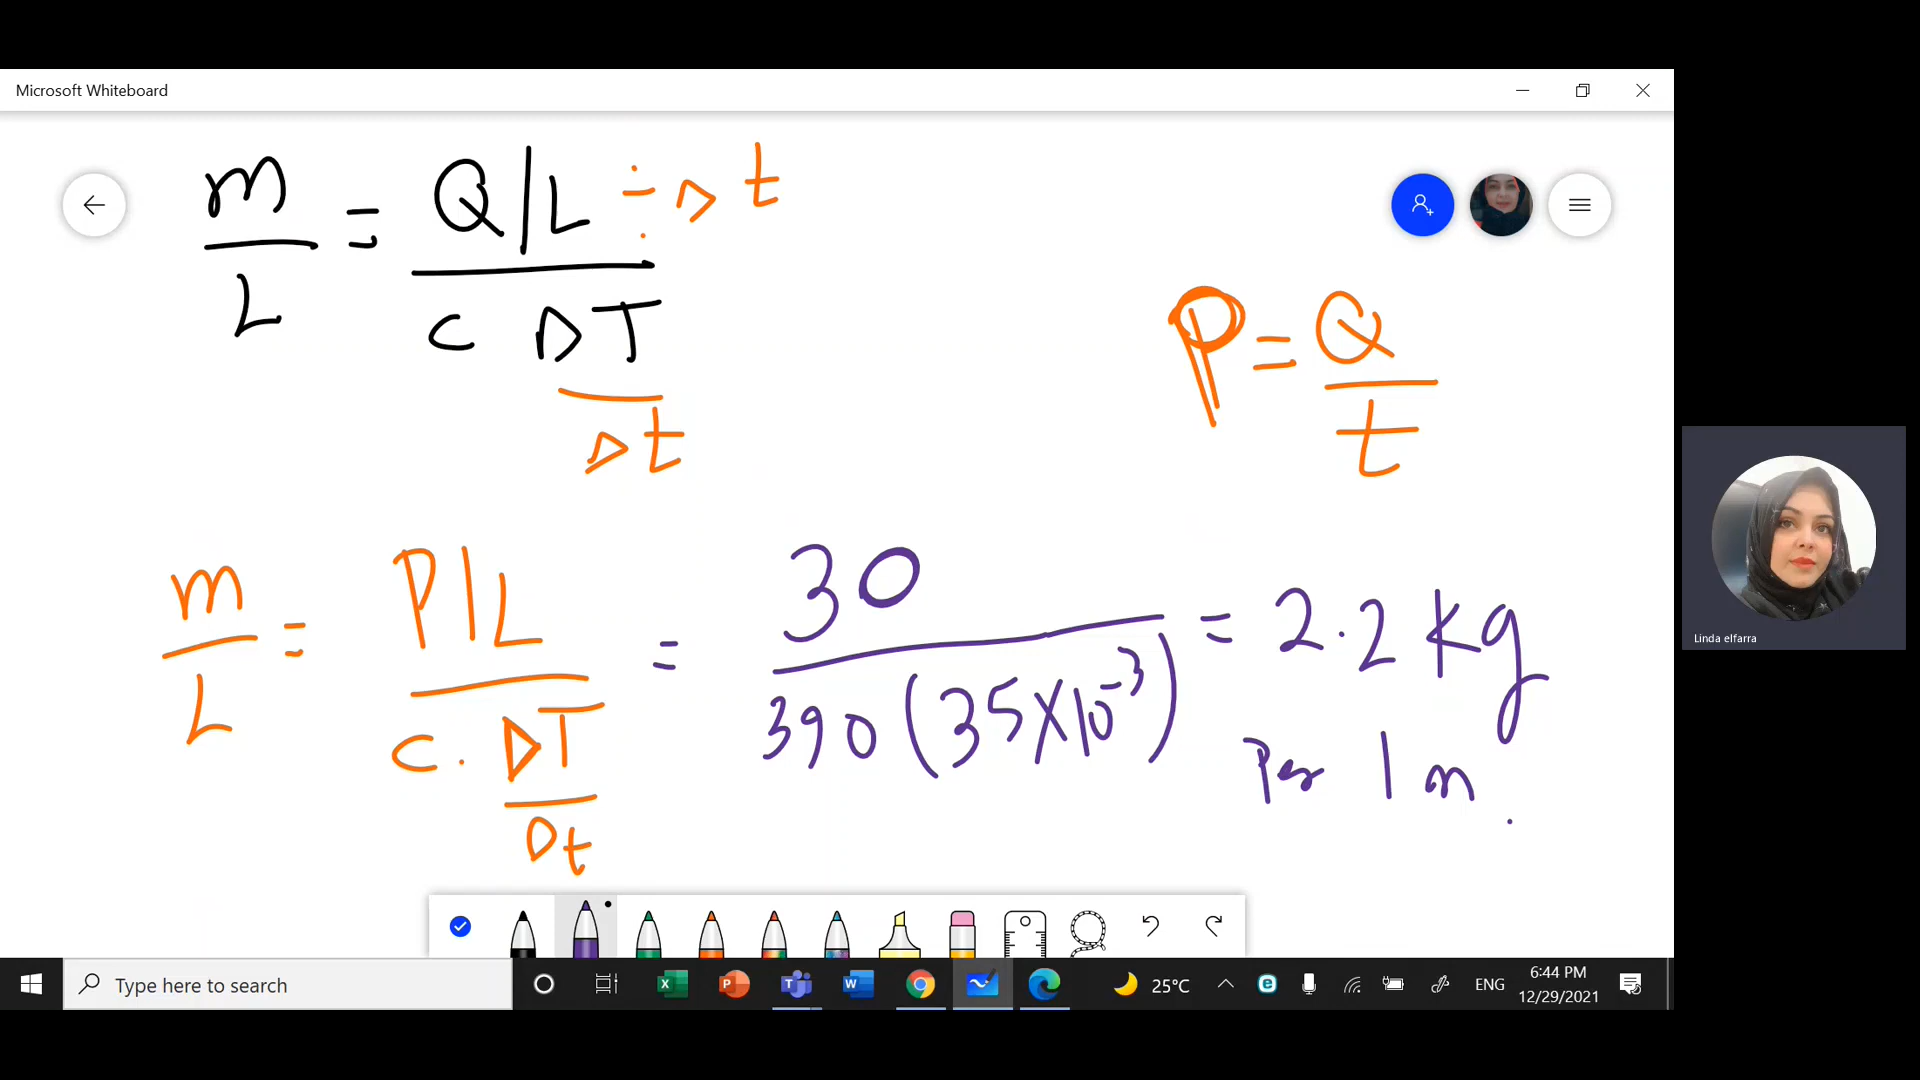 Microsoft Whiteboard
m/L = Q/L ÷ Δt / c ΔT/Δt
P = Q/t
m/L = P/L / c · ΔT/Δt = 30 / 390 (35×10⁻³) = 2.2 kg
Per 1 m.
Linda elfarra
Type here to search
25°C
ENG
6:44 PM
12/29/2021